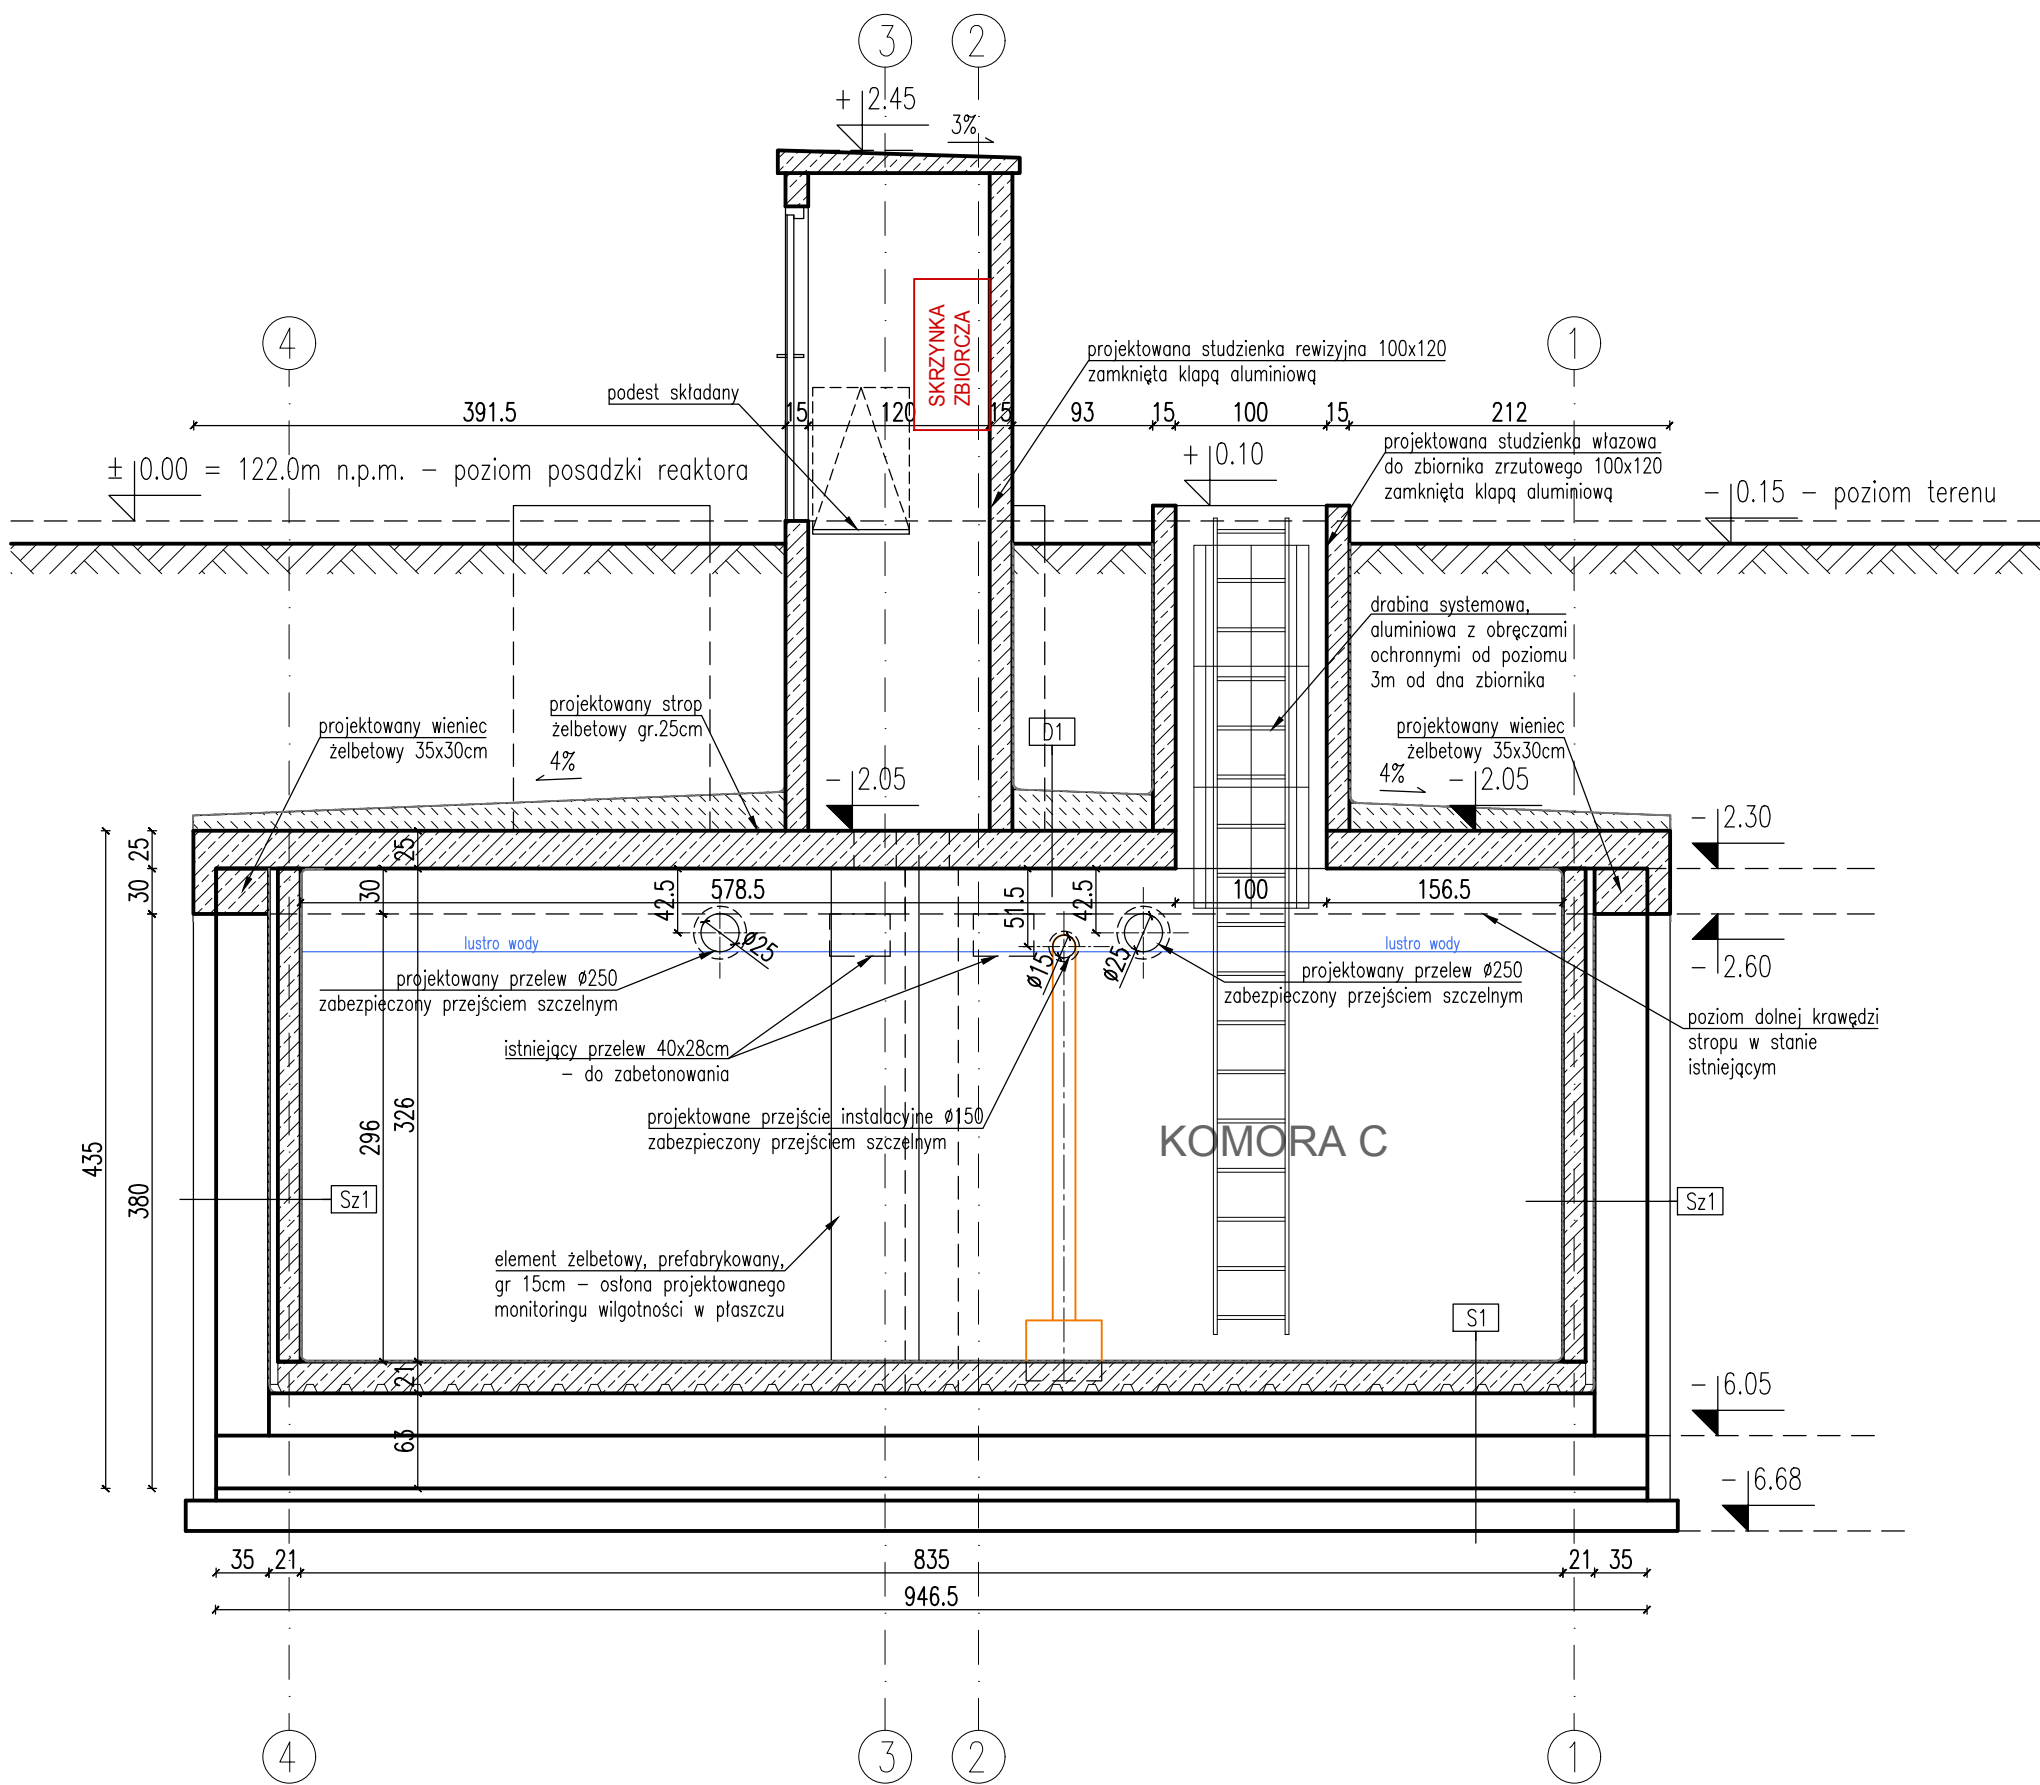 3
2
+ 2.45
3%
4
1
SKRZYNKA
ZBIORCZA
projektowana studzienka rewizyjna 100x120
zamknięta klapą aluminiową
podest składany
391.5
15
120
15
93
15
100
15
212
projektowana studzienka włazowa
do zbiornika zrzutowego 100x120
zamknięta klapą aluminiową
± 0.00 = 122.0m n.p.m. – poziom posadzki reaktora
+ 0.10
– 0.15 – poziom terenu
drabina systemowa,
aluminiowa z obręczami
ochronnymi od poziomu
3m od dna zbiornika
projektowany wieniec
żelbetowy 35x30cm
projektowany strop
żelbetowy gr.25cm
4%
D1
projektowany wieniec
żelbetowy 35x30cm
4%
– 2.05
– 2.05
– 2.30
25
25
30
30
42.5
578.5
51.5
42.5
100
156.5
lustro wody
lustro wody
ø25
ø15
ø25
– 2.60
projektowany przelew ø250
zabezpieczony przejściem szczelnym
projektowany przelew ø250
zabezpieczony przejściem szczelnym
poziom dolnej krawędzi
stropu w stanie
istniejącym
istniejący przelew 40x28cm
– do zabetonowania
projektowane przejście instalacyjne ø150
zabezpieczony przejściem szczelnym
KOMORA C
435
380
296
326
Sz1
Sz1
element żelbetowy, prefabrykowany,
gr 15cm – osłona projektowanego
monitoringu wilgotności w płaszczu
S1
21
63
– 6.05
– 6.68
35
21
835
21
35
946.5
4
3
2
1